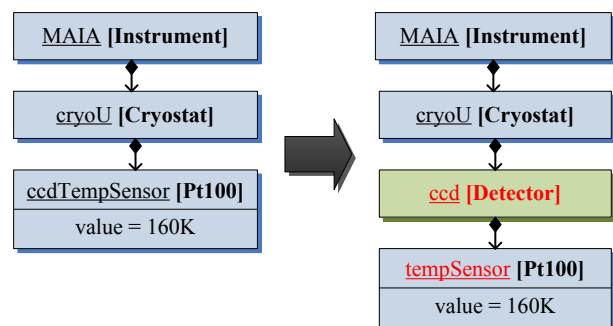 MAIA [Instrument]
cryoU [Cryostat]
ccdTempSensor [Pt100]
value = 160K
MAIA [Instrument]
cryoU [Cryostat]
ccd [Detector]
tempSensor [Pt100]
value = 160K